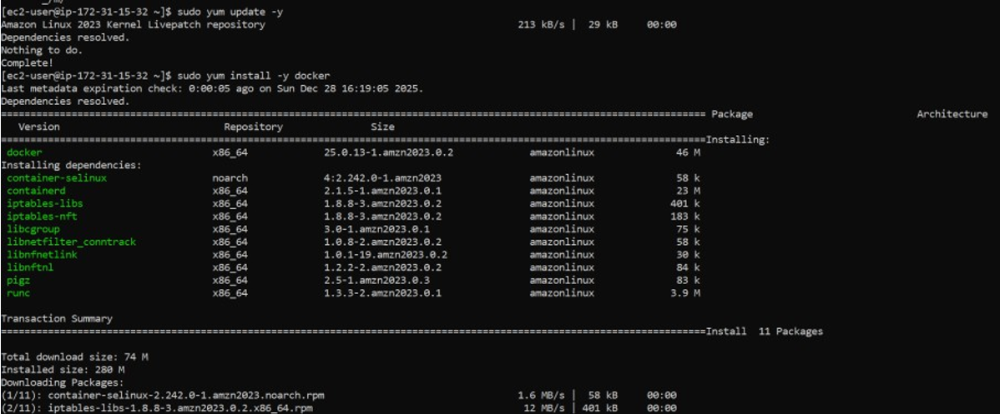 [ec2-user@ip-172-31-15-32 ~]$ sudo yum update -y
Amazon Linux 2023 Kernel Livepatch repository 213 kB/s | 29 kB 00:00
Dependencies resolved.
Nothing to do.
Complete!
[ec2-user@ip-172-31-15-32 ~]$ sudo yum install -y docker
Last metadata expiration check: 0:00:05 ago on Sun Dec 28 16:19:05 2025.
Dependencies resolved.
======================================================================================================================== Package Architecture
Version Repository Size
========================================================================================================================Installing:
docker x86_64 25.0.13-1.amzn2023.0.2 amazonlinux 46 M
Installing dependencies:
container-selinux noarch 4:2.242.0-1.amzn2023 amazonlinux 58 k
containerd x86_64 2.1.5-1.amzn2023.0.1 amazonlinux 23 M
iptables-libs x86_64 1.8.8-3.amzn2023.0.2 amazonlinux 401 k
iptables-nft x86_64 1.8.8-3.amzn2023.0.2 amazonlinux 183 k
libcgroup x86_64 3.0-1.amzn2023.0.1 amazonlinux 75 k
libnetfilter_conntrack x86_64 1.0.8-2.amzn2023.0.2 amazonlinux 58 k
libnfnetlink x86_64 1.0.1-19.amzn2023.0.2 amazonlinux 30 k
libnftnl x86_64 1.2.2-2.amzn2023.0.2 amazonlinux 84 k
pigz x86_64 2.5-1.amzn2023.0.3 amazonlinux 83 k
runc x86_64 1.3.3-2.amzn2023.0.1 amazonlinux 3.9 M
Transaction Summary
========================================================================================================================Install 11 Packages
Total download size: 74 M
Installed size: 280 M
Downloading Packages:
(1/11): container-selinux-2.242.0-1.amzn2023.noarch.rpm 1.6 MB/s | 58 kB 00:00
(2/11): iptables-libs-1.8.8-3.amzn2023.0.2.x86_64.rpm 12 MB/s | 401 kB 00:00